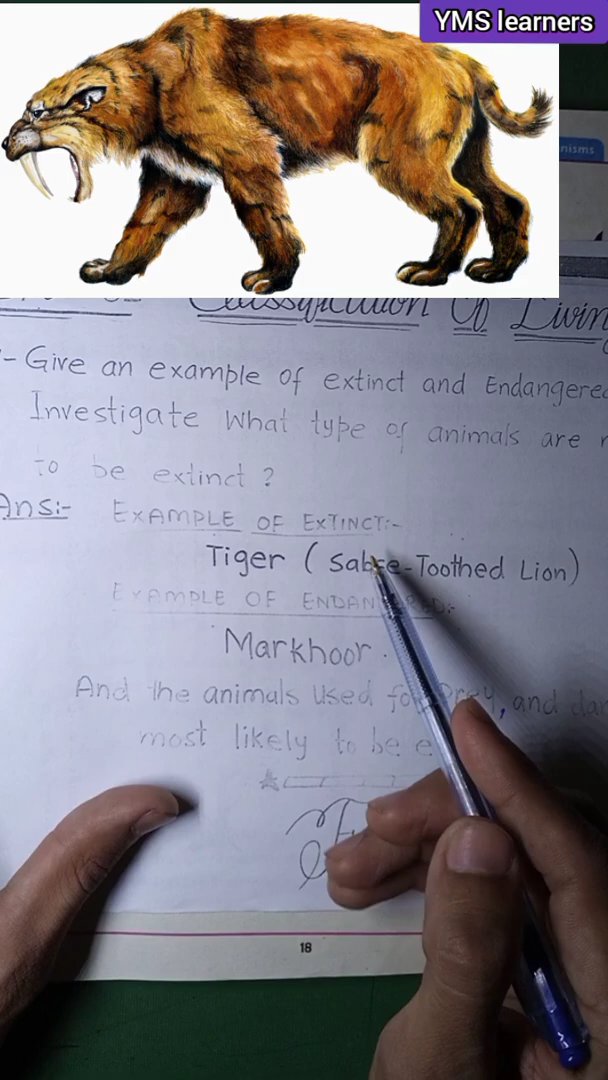 YMS learners
nisms
Classification Of Living
- Give an example of extinct and Endangered
Investigate What type of animals are
to be extinct ?
Ans:- EXAMPLE OF EXTINCT:-
Tiger ( Sabre-Toothed Lion)
EXAMPLE OF ENDANGERED:-
Markhoor.
And the animals used for Prey, and
most likely to be
18